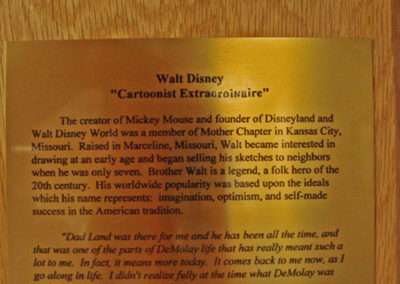 Walt Disney
"Cartoonist Extraordinaire"
The creator of Mickey Mouse and founder of Disneyland and
Walt Disney World was a member of Mother Chapter in Kansas City,
Missouri. Raised in Marceline, Missouri, Walt became interested in
drawing at an early age and began selling his sketches to neighbors
when he was only seven. Brother Walt is a legend, a folk hero of the
20th century. His worldwide popularity was based upon the ideals
which his name represents: imagination, optimism, and self-made
success in the American tradition.
"Dad Land was there for me and he has been all the time, and
that was one of the parts of DeMolay life that has really meant such a
lot to me. In fact, it means more today. It comes back to me now, as I
go along in life. I didn't realize fully at the time what DeMolay was